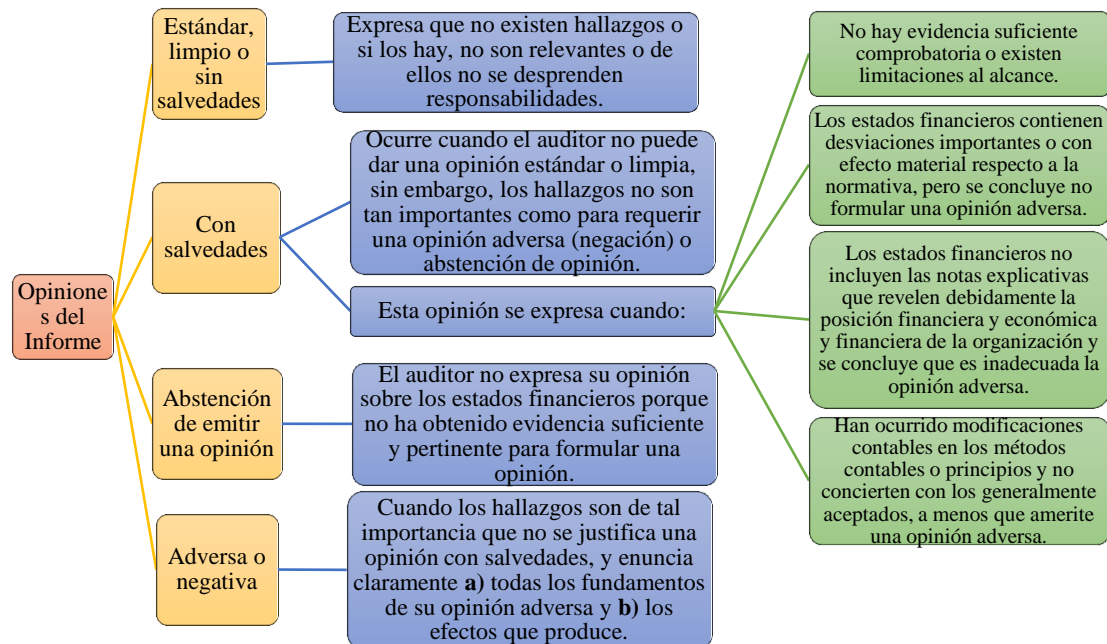 Opinione
s del
Informe
Estándar,
limpio o
sin
salvedades
Expresa que no existen hallazgos o
si los hay, no son relevantes o de
ellos no se desprenden
responsabilidades.
Con
salvedades
Ocurre cuando el auditor no puede
dar una opinión estándar o limpia,
sin embargo, los hallazgos no son
tan importantes como para requerir
una opinión adversa (negación) o
abstención de opinión.
Esta opinión se expresa cuando:
No hay evidencia suficiente
comprobatoria o existen
limitaciones al alcance.
Los estados financieros contienen
desviaciones importantes o con
efecto material respecto a la
normativa, pero se concluye no
formular una opinión adversa.
Los estados financieros no
incluyen las notas explicativas
que revelen debidamente la
posición financiera y económica
y financiera de la organización y
se concluye que es inadecuada la
opinión adversa.
Han ocurrido modificaciones
contables en los métodos
contables o principios y no
concierten con los generalmente
aceptados, a menos que amerite
una opinión adversa.
Abstención
de emitir
una opinión
El auditor no expresa su opinión
sobre los estados financieros porque
no ha obtenido evidencia suficiente
y pertinente para formular una
opinión.
Adversa o
negativa
Cuando los hallazgos son de tal
importancia que no se justifica una
opinión con salvedades, y enuncia
claramente a) todas los fundamentos
de su opinión adversa y b) los
efectos que produce.